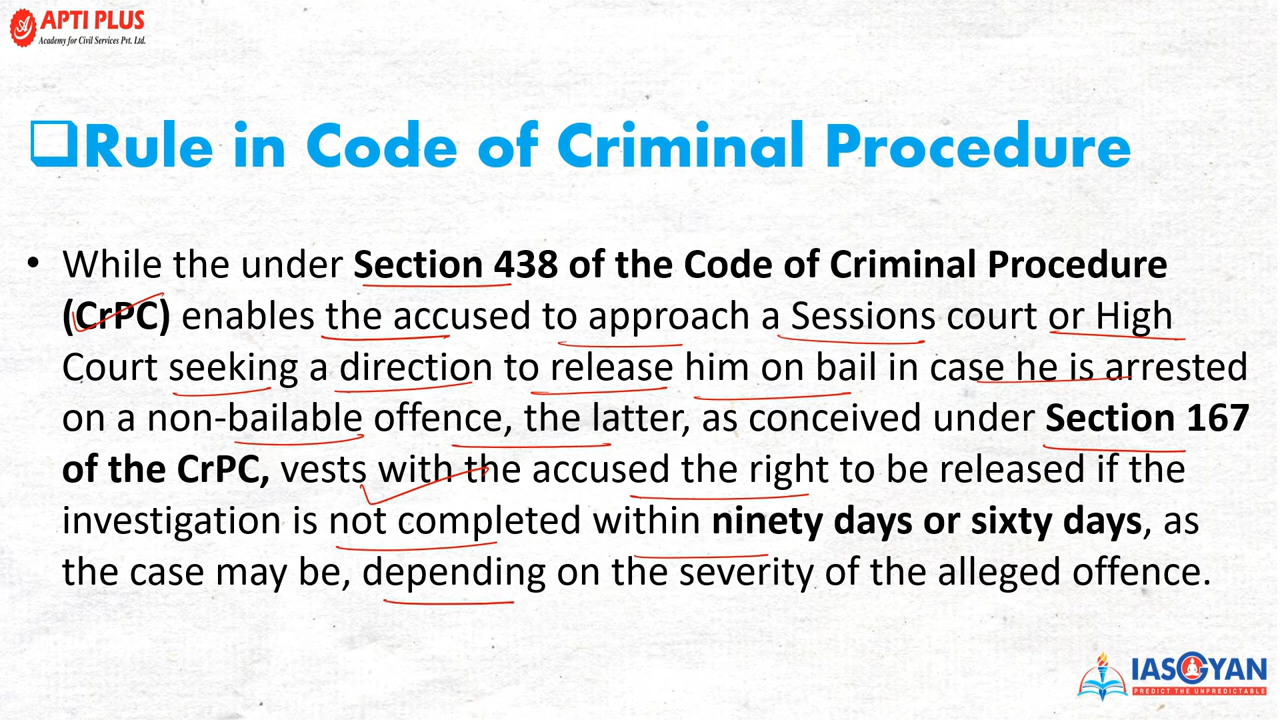 APTI PLUS
Academy for Civil Services Pvt. Ltd.
Rule in Code of Criminal Procedure
• While the under Section 438 of the Code of Criminal Procedure
(CrPC) enables the accused to approach a Sessions court or High
Court seeking a direction to release him on bail in case he is arrested
on a non-bailable offence, the latter, as conceived under Section 167
of the CrPC, vests with the accused the right to be released if the
investigation is not completed within ninety days or sixty days, as
the case may be, depending on the severity of the alleged offence.
IASGYAN
PREDICT THE UNPREDICTABLE